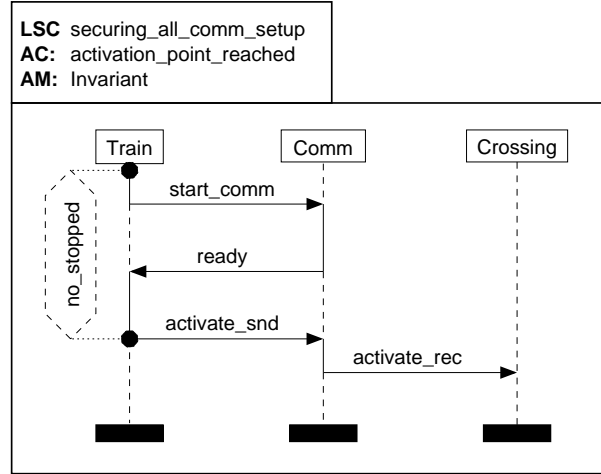 LSC securing_all_comm_setup
AC: activation_point_reached
AM: Invariant
Train Comm Crossing
no_stopped
start_comm
ready
activate_snd
activate_rec